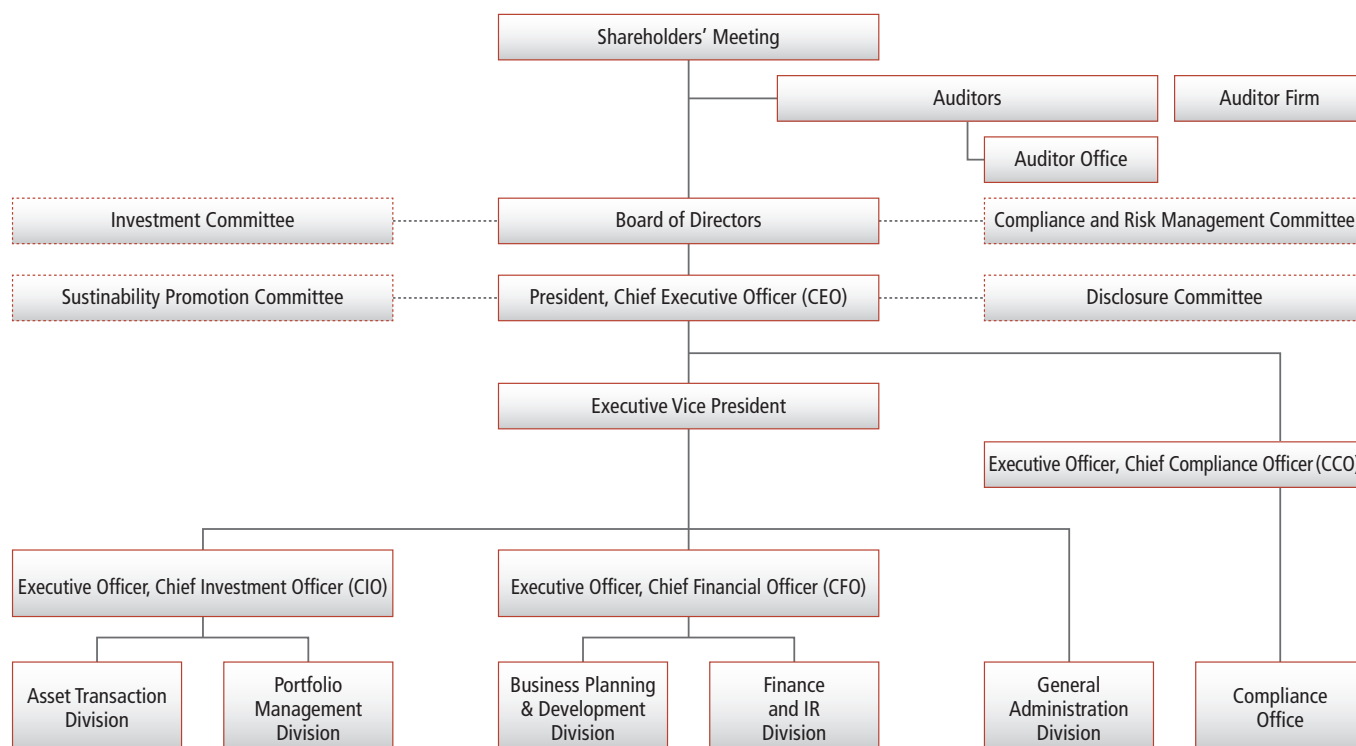 Shareholders’ Meeting
Auditors
Auditor Firm
Auditor Office
Investment Committee
Board of Directors
Compliance and Risk Management Committee
Sustinability Promotion Committee
President, Chief Executive Officer (CEO)
Disclosure Committee
Executive Vice President
Executive Officer, Chief Compliance Officer (CCO)
Executive Officer, Chief Investment Officer (CIO)
Executive Officer, Chief Financial Officer (CFO)
Asset Transaction
Division
Portfolio
Management
Division
Business Planning
& Development
Division
Finance
and IR
Division
General
Administration
Division
Compliance
Office